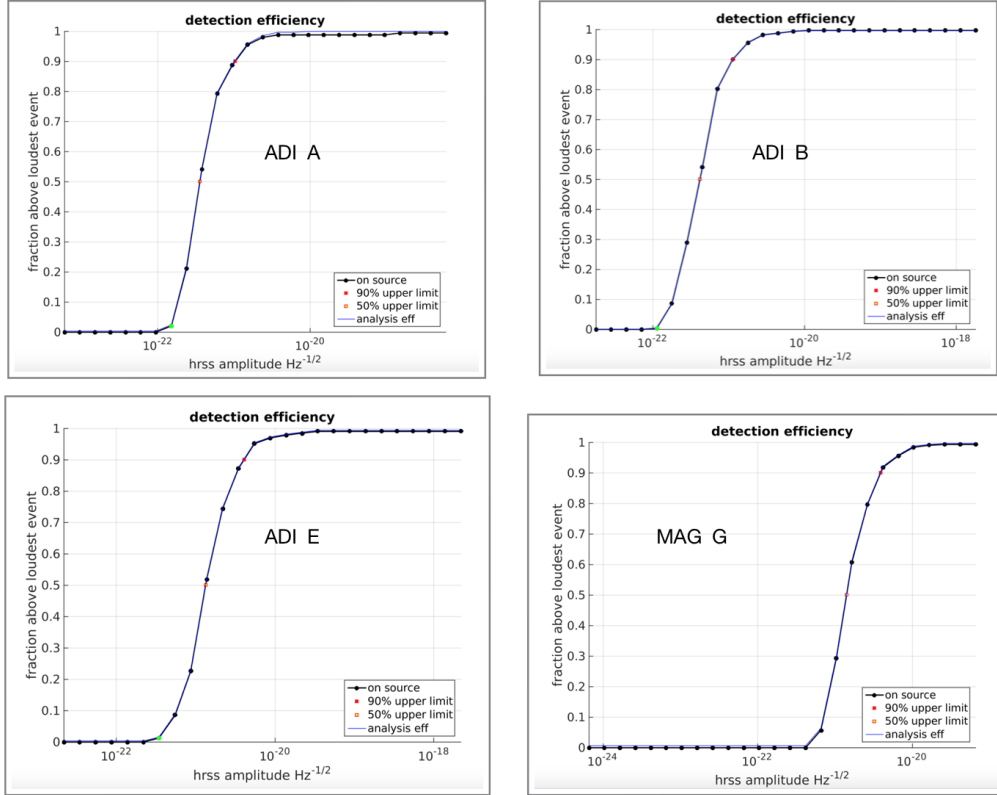 detection efficiency
fraction above loudest event
1
0.9
0.8
0.7
0.6
0.5
0.4
0.3
0.2
0.1
0
ADI A
on source
90% upper limit
50% upper limit
analysis eff
10-22
10-20
hrss amplitude Hz-1/2
detection efficiency
fraction above loudest event
1
0.9
0.8
0.7
0.6
0.5
0.4
0.3
0.2
0.1
0
ADI B
on source
90% upper limit
50% upper limit
analysis eff
10-22
10-20
10-18
hrss amplitude Hz-1/2
detection efficiency
fraction above loudest event
1
0.9
0.8
0.7
0.6
0.5
0.4
0.3
0.2
0.1
0
ADI E
on source
90% upper limit
50% upper limit
analysis eff
10-22
10-20
10-18
hrss amplitude Hz-1/2
detection efficiency
fraction above loudest event
1
0.9
0.8
0.7
0.6
0.5
0.4
0.3
0.2
0.1
0
MAG G
on source
90% upper limit
50% upper limit
analysis eff
10-24
10-22
10-20
hrss amplitude Hz-1/2